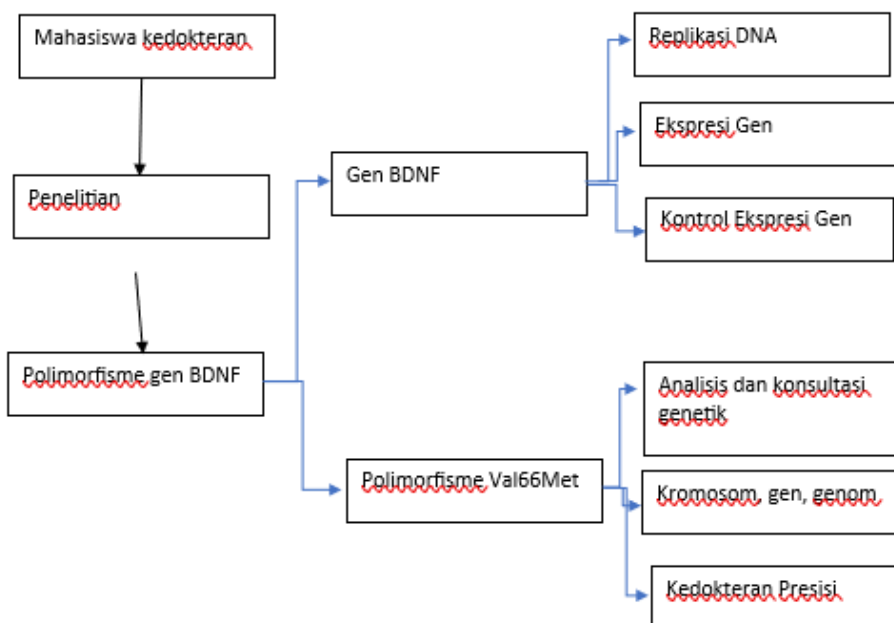 Mahasiswa kedokteran
Penelitian
Polimorfisme gen BDNF
Gen BDNF
Polimorfisme Val66Met
Replikasi DNA
Ekspresi Gen
Kontrol Ekspresi Gen
Analisis dan konsultasi
genetik
Kromosom, gen, genom
Kedokteran Presisi